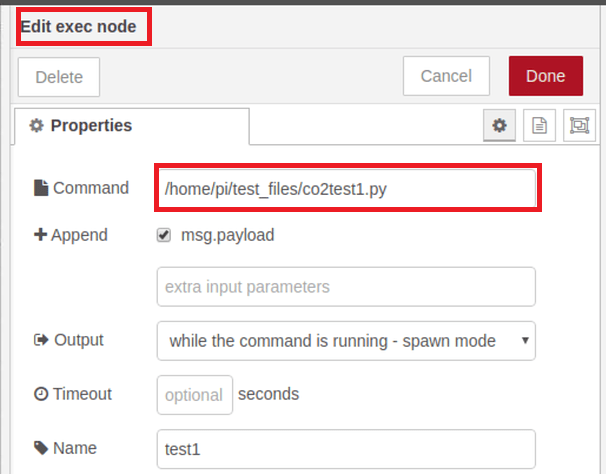 Edit exec node
Delete Cancel Done
Properties
Command /home/pi/test_files/co2test1.py
Append msg.payload
extra input parameters
Output while the command is running - spawn mode
Timeout optional seconds
Name test1